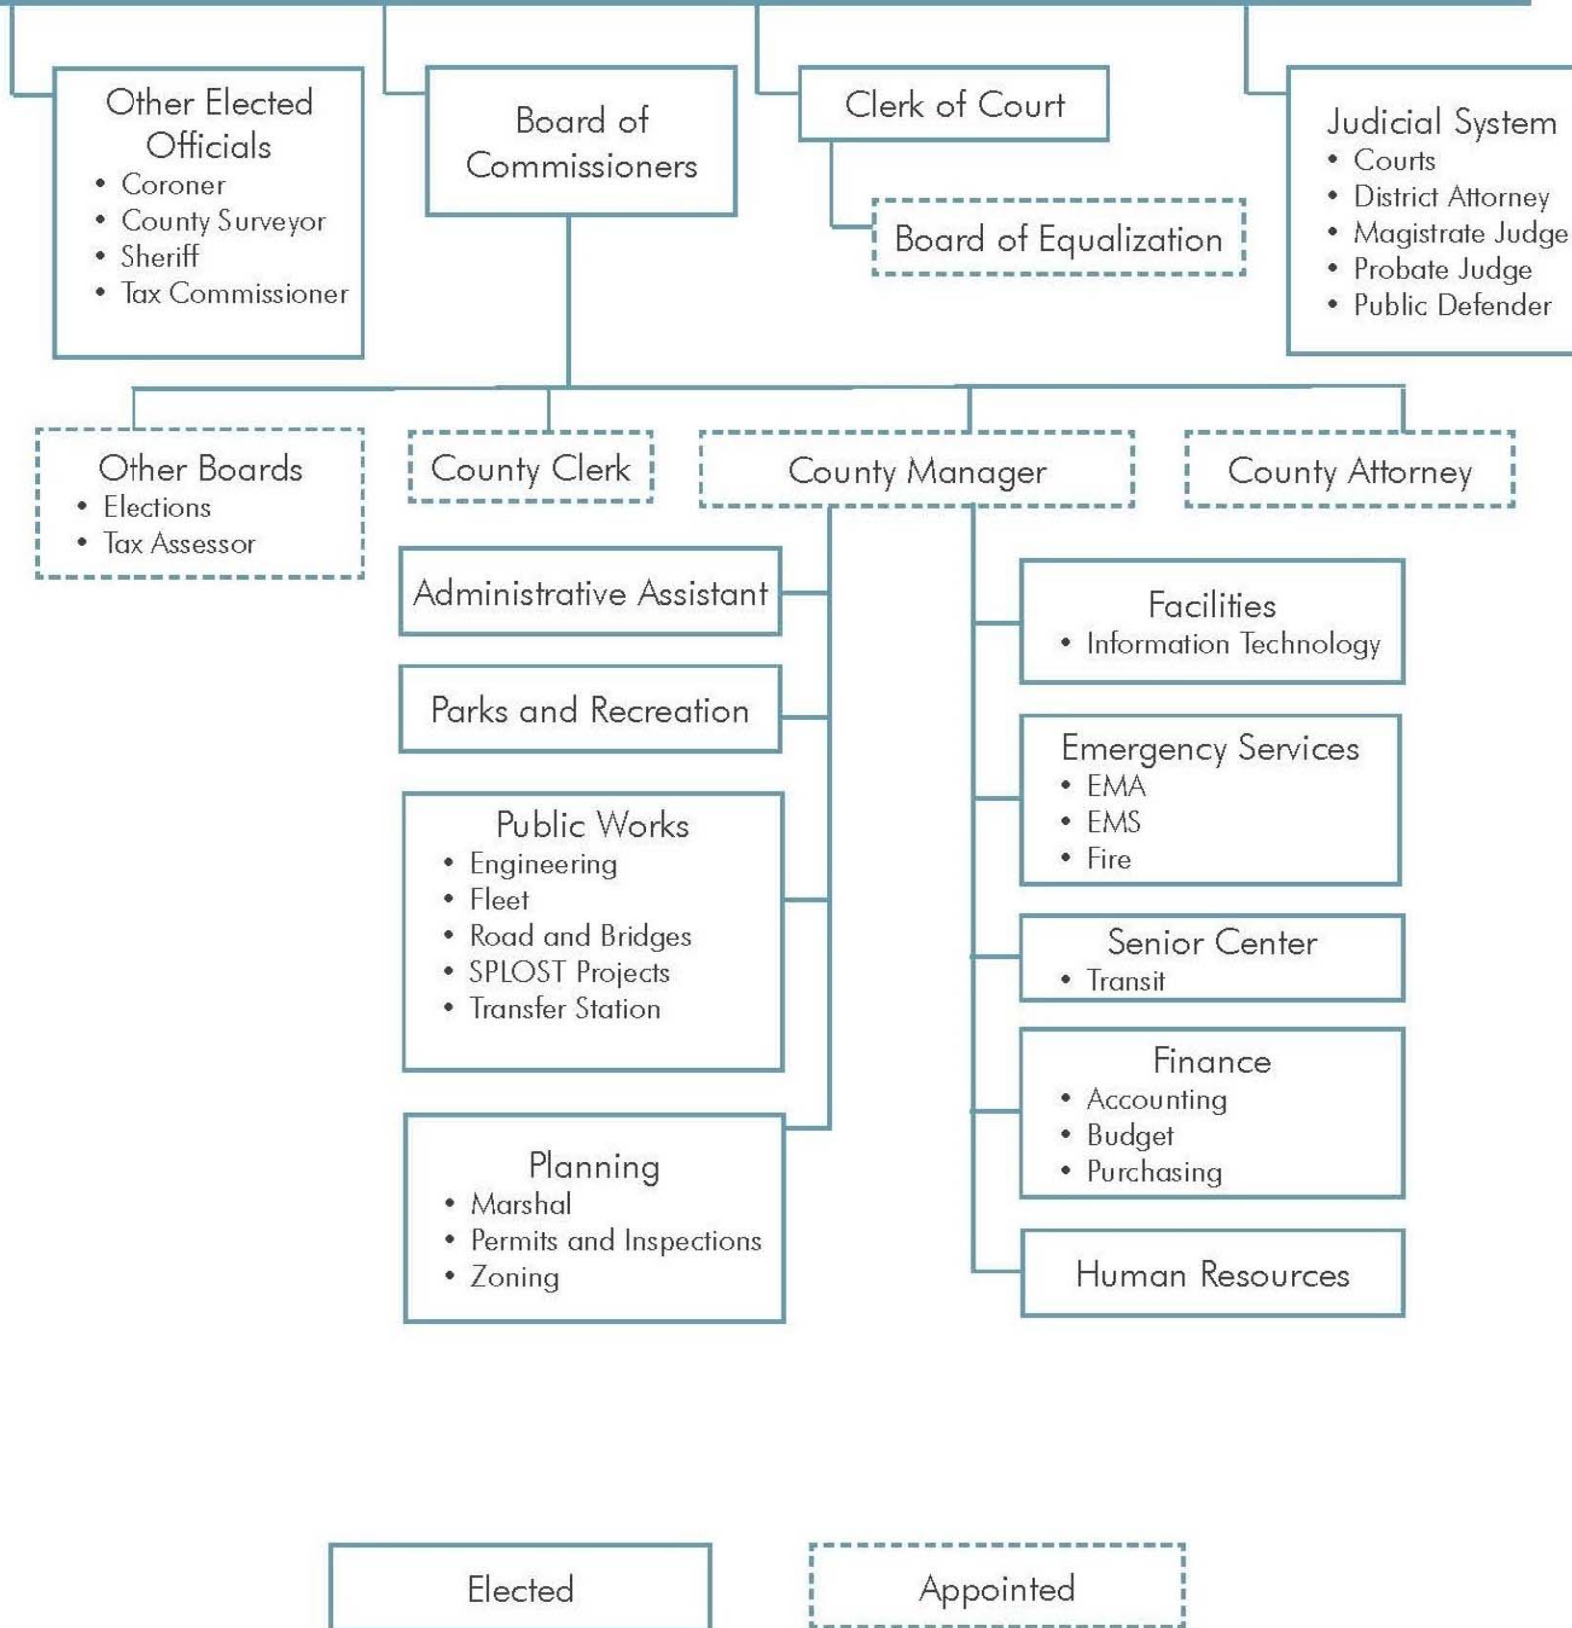 Other Elected
Officials
• Coroner
• County Surveyor
• Sheriff
• Tax Commissioner
Board of
Commissioners
Clerk of Court
Board of Equalization
Judicial System
• Courts
• District Attorney
• Magistrate Judge
• Probate Judge
• Public Defender
Other Boards
• Elections
• Tax Assessor
County Clerk
County Manager
County Attorney
Administrative Assistant
Parks and Recreation
Public Works
• Engineering
• Fleet
• Road and Bridges
• SPLOST Projects
• Transfer Station
Planning
• Marshal
• Permits and Inspections
• Zoning
Facilities
• Information Technology
Emergency Services
• EMA
• EMS
• Fire
Senior Center
• Transit
Finance
• Accounting
• Budget
• Purchasing
Human Resources
Elected
Appointed